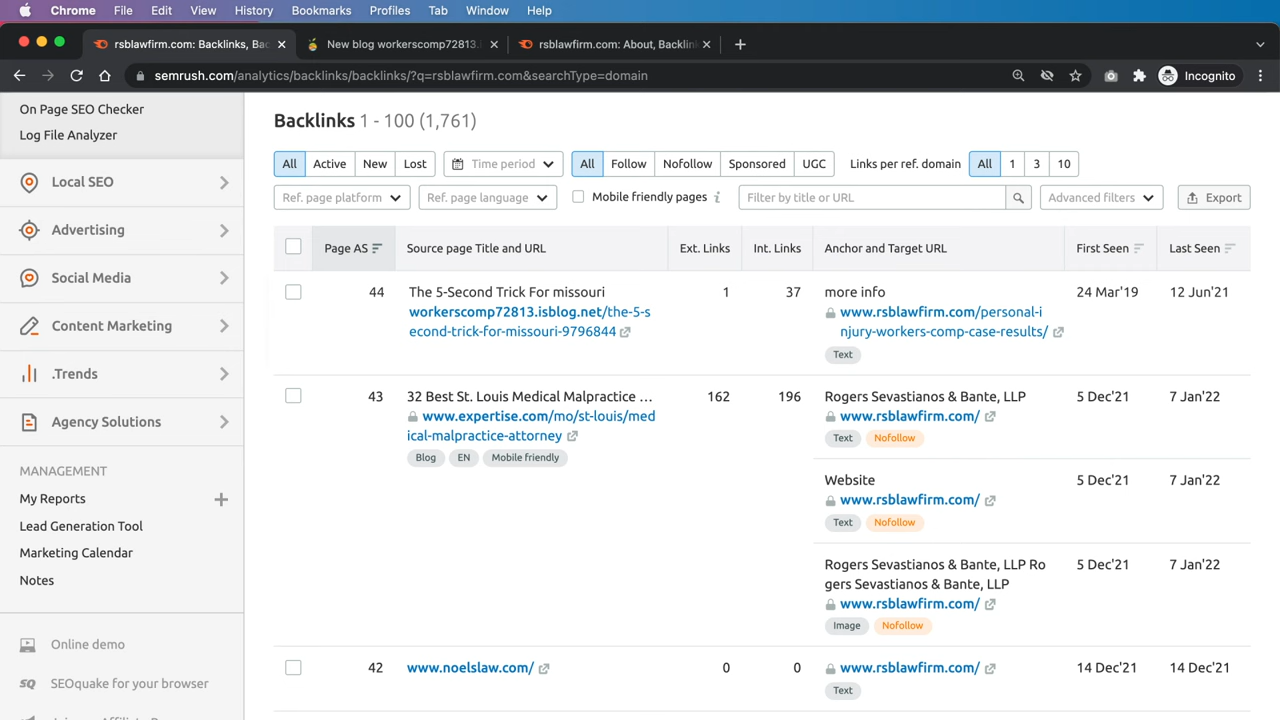 Chrome File Edit View History Bookmarks Profiles Tab Window Help
rsblawfirm.com: Backlinks, Bac
New blog workerscomp72813.i
rsblawfirm.com: About, Backlin
semrush.com/analytics/backlinks/backlinks/?q=rsblawfirm.com&searchType=domain
Incognito
On Page SEO Checker
Log File Analyzer
Local SEO
Advertising
Social Media
Content Marketing
.Trends
Agency Solutions
MANAGEMENT
My Reports
Lead Generation Tool
Marketing Calendar
Notes
Online demo
SEOquake for your browser
Backlinks 1 - 100 (1,761)
All Active New Lost Time period All Follow Nofollow Sponsored UGC Links per ref. domain All 1 3 10
Ref. page platform Ref. page language Mobile friendly pages i Filter by title or URL Advanced filters Export
Page AS Source page Title and URL Ext. Links Int. Links Anchor and Target URL First Seen Last Seen
44 The 5-Second Trick For missouri 1 37 more info 24 Mar'19 12 Jun'21
workerscomp72813.isblog.net/the-5-s www.rsblawfirm.com/personal-i
econd-trick-for-missouri-9796844 njury-workers-comp-case-results/
Text
43 32 Best St. Louis Medical Malpractice ... 162 196 Rogers Sevastianos & Bante, LLP 5 Dec'21 7 Jan'22
www.expertise.com/mo/st-louis/med www.rsblawfirm.com/
ical-malpractice-attorney Text Nofollow
Blog EN Mobile friendly
Website 5 Dec'21 7 Jan'22
www.rsblawfirm.com/
Text Nofollow
Rogers Sevastianos & Bante, LLP Ro 5 Dec'21 7 Jan'22
gers Sevastianos & Bante, LLP
www.rsblawfirm.com/
Image Nofollow
42 www.noelslaw.com/ 0 0 www.rsblawfirm.com/ 14 Dec'21 14 Dec'21
Text